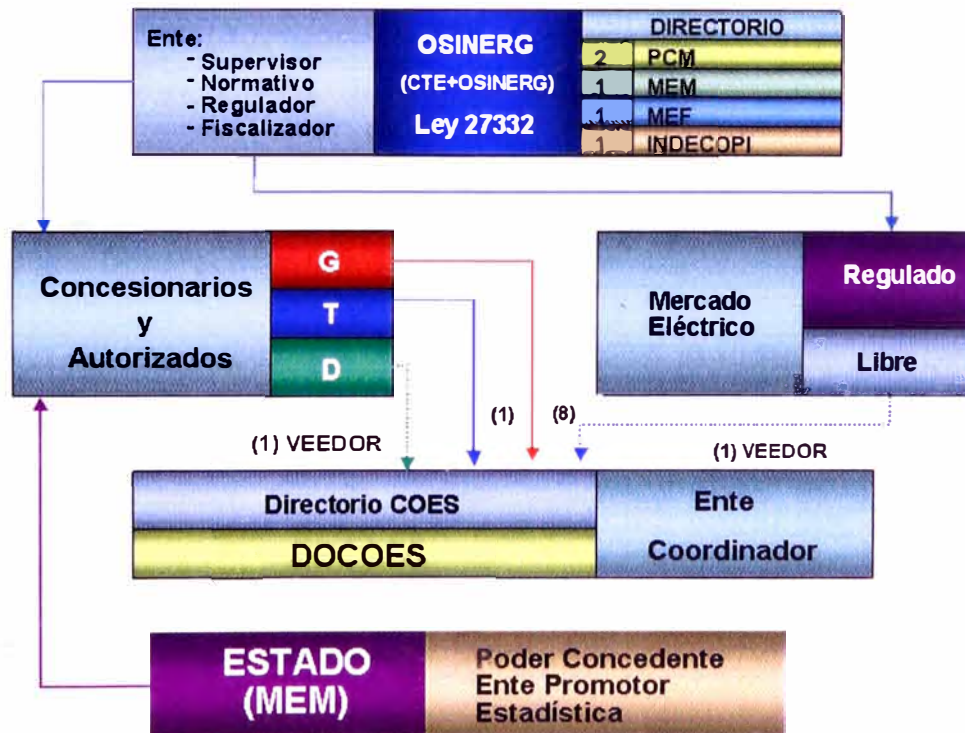 Ente:
- Supervisor
- Normativo
- Regulador
- Fiscalizador
OSINERG
(CTE+OSINERG)
Ley 27332
DIRECTORIO
2 PCM
1 MEM
1 MEF
1 INDECOPI
Concesionarios
y
Autorizados
G
T
D
Mercado
Eléctrico
Regulado
Libre
(1) VEEDOR
(1)
(8)
(1) VEEDOR
Directorio COES
DOCOES
Ente
Coordinador
ESTADO
(MEM)
Poder Concedente
Ente Promotor
Estadística